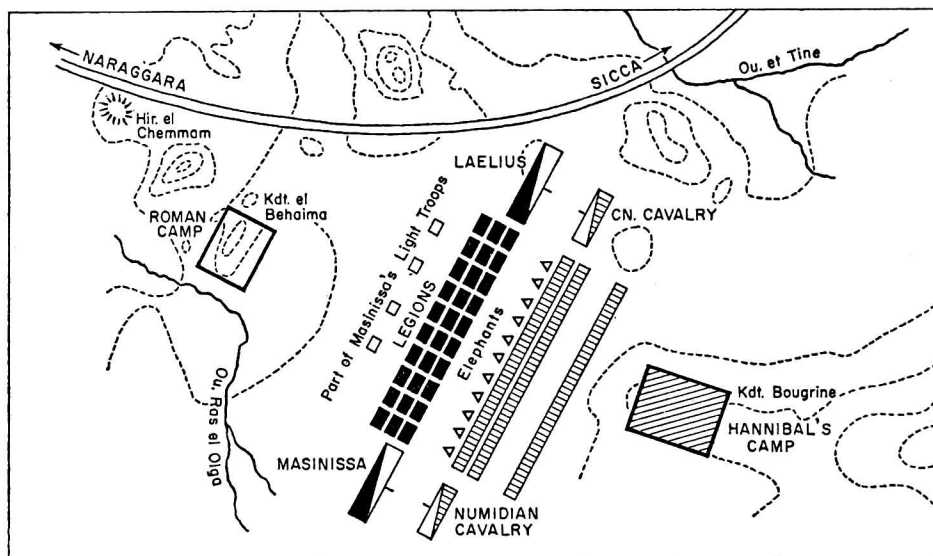 NARAGGARA
SICCA
Ou. et Tine
Hir. el
Chemmam
LAELIUS
Kdt. el
Behaima
ROMAN
CAMP
CN. CAVALRY
Part of Masinissa's Light Troops
LEGIONS
Elephants
Ou. Ras el Olga
Kdt. Bougrine
HANNIBAL'S
CAMP
MASINISSA
NUMIDIAN
CAVALRY